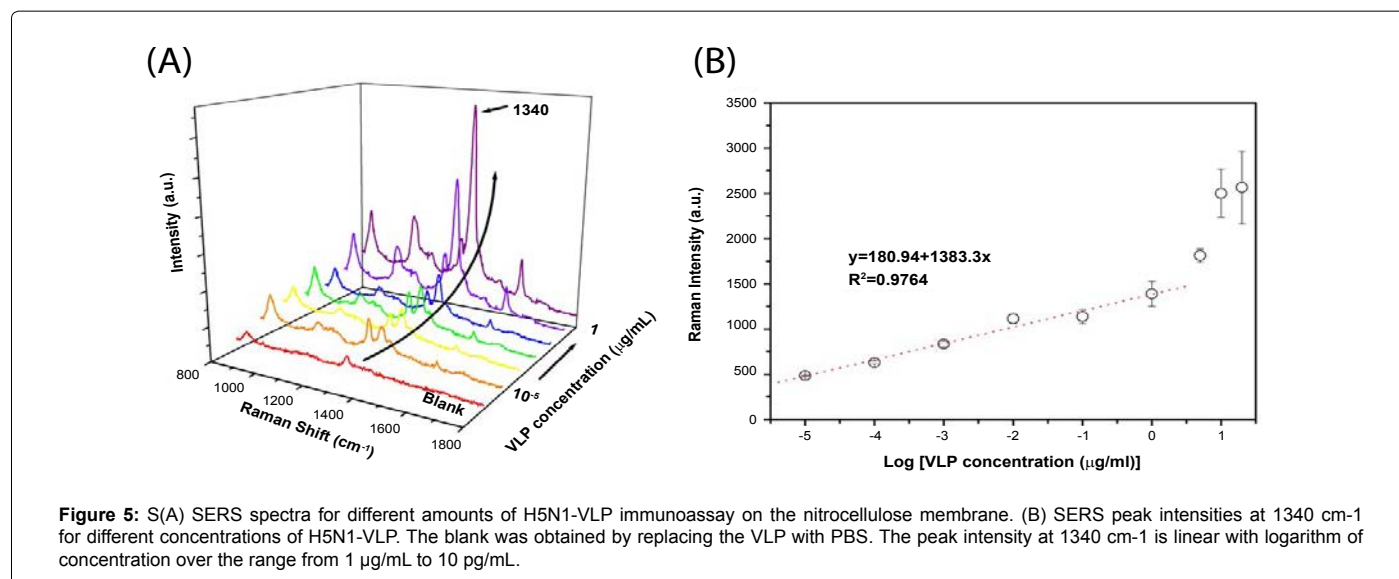 (A)
1340
Intensity (a.u.)
800
1000
1200
1400
1600
1800
Raman Shift (cm⁻¹)
Blank
10⁻⁵
1
VLP concentration (µg/mL)
(B)
3500
3000
2500
2000
1500
1000
500
0
Raman Intensity (a.u.)
y=180.94+1383.3x
R²=0.9764
-5 -4 -3 -2 -1 0 1
Log [VLP concentration (µg/ml)]
Figure 5: S(A) SERS spectra for different amounts of H5N1-VLP immunoassay on the nitrocellulose membrane. (B) SERS peak intensities at 1340 cm-1
for different concentrations of H5N1-VLP. The blank was obtained by replacing the VLP with PBS. The peak intensity at 1340 cm-1 is linear with logarithm of
concentration over the range from 1 µg/mL to 10 pg/mL.